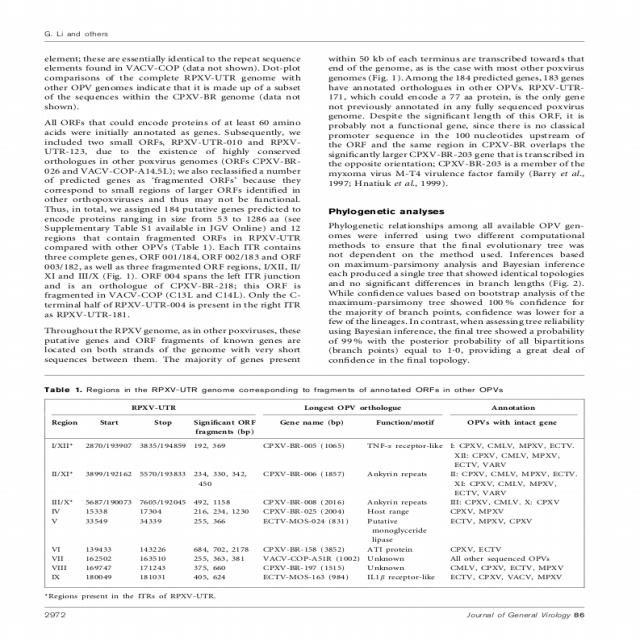 G. Li and others
element; these are essentially identical to the repeat sequence
elements found in VACV-COP (data not shown). Dot-plot
comparisons of the complete RPXV-UTR genome with
other OPV genomes indicate that it is made up of a subset
of the sequences within the CPXV-BR genome (data not
shown).
All ORFs that could encode proteins of at least 60 amino
acids were initially annotated as genes. Subsequently, we
included two small ORFs, RPXV-UTR-010 and RPXV-
UTR-123, due to the existence of highly conserved
orthologues in other poxvirus genomes (ORFs CPXV-BR-
026 and VACV-COP-A14.5L); we also reclassified a number
of predicted genes as 'fragmented ORFs' because they
correspond to small regions of larger ORFs identified in
other orthopoxviruses and thus may not be functional.
Thus, in total, we assigned 184 putative genes predicted to
encode proteins ranging in size from 53 to 1286 aa (see
Supplementary Table S1 available in JGV Online) and 12
regions that contain fragmented ORFs in RPXV-UTR
compared with other OPVs (Table 1). Each ITR contains
three complete genes, ORF 001/184, ORF 002/183 and ORF
003/182, as well as three fragmented ORF regions, I/XII, II/
XI and III/X (Fig. 1). ORF 004 spans the left ITR junction
and is an orthologue of CPXV-BR-218; this ORF is
fragmented in VACV-COP (C13L and C14L). Only the C-
terminal half of RPXV-UTR-004 is present in the right ITR
as RPXV-UTR-181.
Throughout the RPXV genome, as in other poxviruses, these
putative genes and ORF fragments of known genes are
located on both strands of the genome with very short
sequences between them. The majority of genes present
within 50 kb of each terminus are transcribed towards that
end of the genome, as is the case with most other poxvirus
genomes (Fig. 1). Among the 184 predicted genes, 183 genes
have annotated orthologues in other OPVs. RPXV-UTR-
171, which could encode a 77 aa protein, is the only gene
not previously annotated in any fully sequenced poxvirus
genome. Despite the significant length of this ORF, it is
probably not a functional gene, since there is no classical
promoter sequence in the 100 nucleotides upstream of
the ORF and the same region in CPXV-BR overlaps the
significantly larger CPXV-BR-203 gene that is transcribed in
the opposite orientation; CPXV-BR-203 is a member of the
myxoma virus M-T4 virulence factor family (Barry et al.,
1997; Hnatiuk et al., 1999).
Phylogenetic analyses
Phylogenetic relationships among all available OPV gen-
omes were inferred using two different computational
methods to ensure that the final evolutionary tree was
not dependent on the method used. Inferences based
on maximum-parsimony analysis and Bayesian inference
each produced a single tree that showed identical topologies
and no significant differences in branch lengths (Fig. 2).
While confidence values based on bootstrap analysis of the
maximum-parsimony tree showed 100 % confidence for
the majority of branch points, confidence was lower for a
few of the lineages. In contrast, when assessing tree reliability
using Bayesian inference, the final tree showed a probability
of 99 % with the posterior probability of all bipartitions
(branch points) equal to 1·0, providing a great deal of
confidence in the final topology.
Table 1. Regions in the RPXV-UTR genome corresponding to fragments of annotated ORFs in other OPVs
RPXV-UTR Longest OPV orthologue Annotation
Region Start Stop Significant ORF fragments (bp) Gene name (bp) Function/motif OPVs with intact gene
I/XII* 2870/193907 3835/194859 192, 369 CPXV-BR-005 (1065) TNF-α receptor-like I: CPXV, CMLV, MPXV, ECTV.
XII: CPXV, CMLV, MPXV,
ECTV, VARV
II/XI* 3899/192162 5570/193833 234, 330, 342, CPXV-BR-006 (1857) Ankyrin repeats II: CPXV, CMLV, MPXV, ECTV.
450 XI: CPXV, CMLV, MPXV,
ECTV, VARV
III/X* 5687/190073 7605/192045 492, 1158 CPXV-BR-008 (2016) Ankyrin repeats III: CPXV, CMLV. X: CPXV
IV 15338 17304 216, 234, 1230 CPXV-BR-025 (2004) Host range CPXV, MPXV
V 33549 34339 255, 366 ECTV-MOS-024 (831) Putative ECTV, MPXV, CPXV
monoglyceride
lipase
VI 139433 143226 684, 702, 2178 CPXV-BR-158 (3852) ATI protein CPXV, ECTV
VII 162502 163510 255, 363, 381 VACV-COP-A51R (1002) Unknown All other sequenced OPVs
VIII 169747 171243 375, 660 CPXV-BR-197 (1515) Unknown CMLV, CPXV, ECTV, MPXV
IX 180049 181031 405, 624 ECTV-MOS-163 (984) IL1β receptor-like ECTV, CPXV, VACV, MPXV
*Regions present in the ITRs of RPXV-UTR.
2972 Journal of General Virology 86